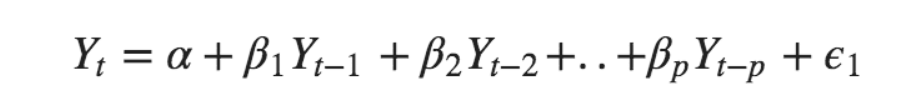 Yₜ = α + β₁Yₜ₋₁ + β₂Yₜ₋₂+..+βₚYₜ₋ₚ + ϵ₁